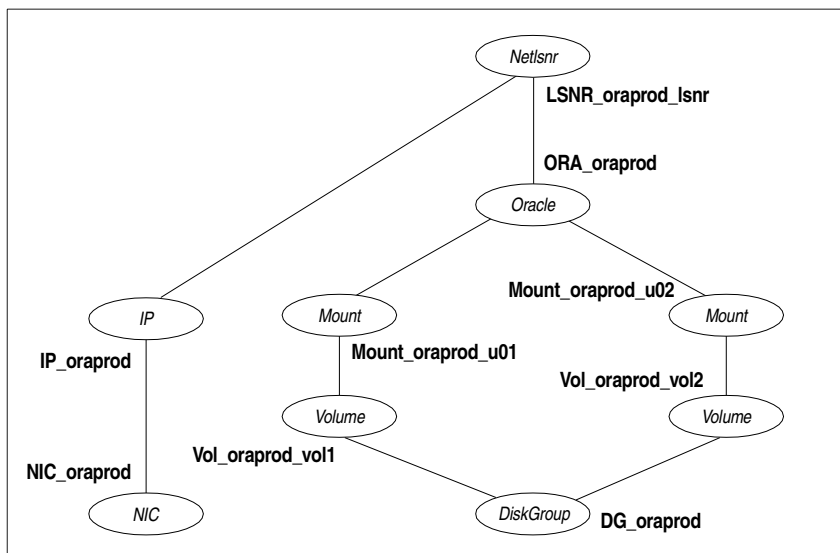 Netlsnr
LSNR_oraprod_lsnr
ORA_oraprod
Oracle
Mount_oraprod_u02
IP
Mount
Mount
IP_oraprod
Mount_oraprod_u01
Vol_oraprod_vol2
Volume
Volume
Vol_oraprod_vol1
NIC_oraprod
NIC
DiskGroup
DG_oraprod